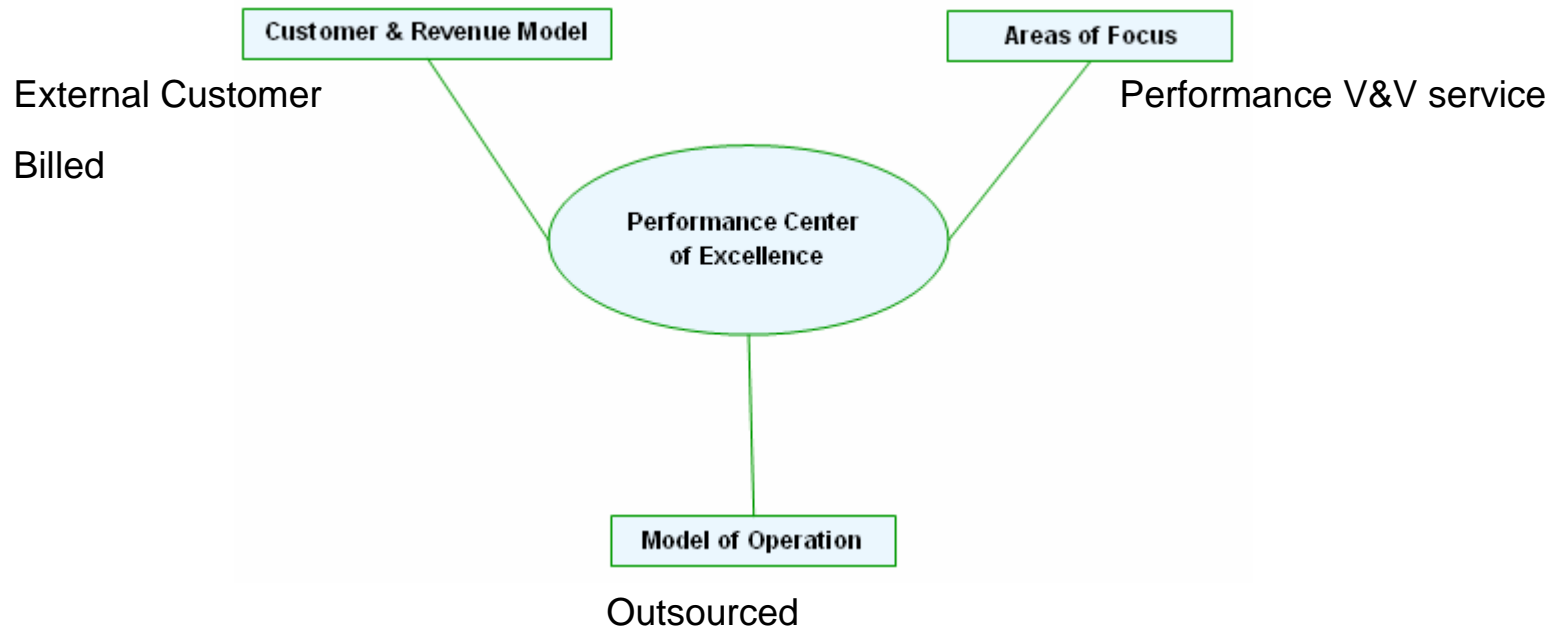 Customer & Revenue Model
Areas of Focus
External Customer
Performance V&V service
Billed
Performance Center
of Excellence
Model of Operation
Outsourced